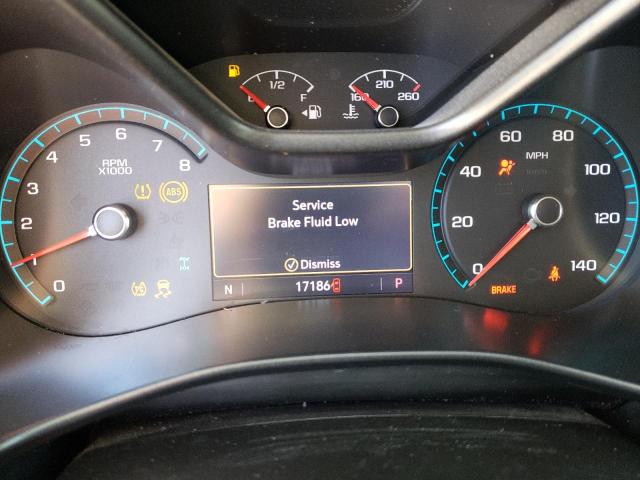 1/2
E F
160 210 260
0 1 2 3 4 5 6 7 8
RPM
X1000
ABS
Service
Brake Fluid Low
Dismiss
N 17186 P
0 20 40 60 80 100 120 140
MPH
BRAKE